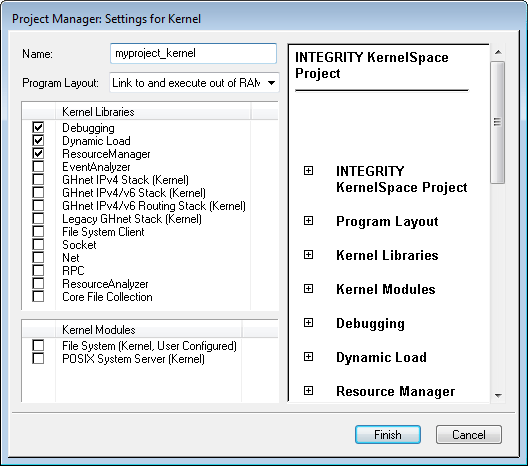 Project Manager: Settings for Kernel
Name:
myproject_kernel
Program Layout:
Link to and execute out of RAM
Kernel Libraries
Debugging
Dynamic Load
ResourceManager
EventAnalyzer
GHnet IPv4 Stack (Kernel)
GHnet IPv4/v6 Stack (Kernel)
GHnet IPv4/v6 Routing Stack (Kernel)
Legacy GHnet Stack (Kernel)
File System Client
Socket
Net
RPC
ResourceAnalyzer
Core File Collection
Kernel Modules
File System (Kernel, User Configured)
POSIX System Server (Kernel)
INTEGRITY KernelSpace
Project
INTEGRITY
KernelSpace Project
Program Layout
Kernel Libraries
Kernel Modules
Debugging
Dynamic Load
Resource Manager
Finish
Cancel